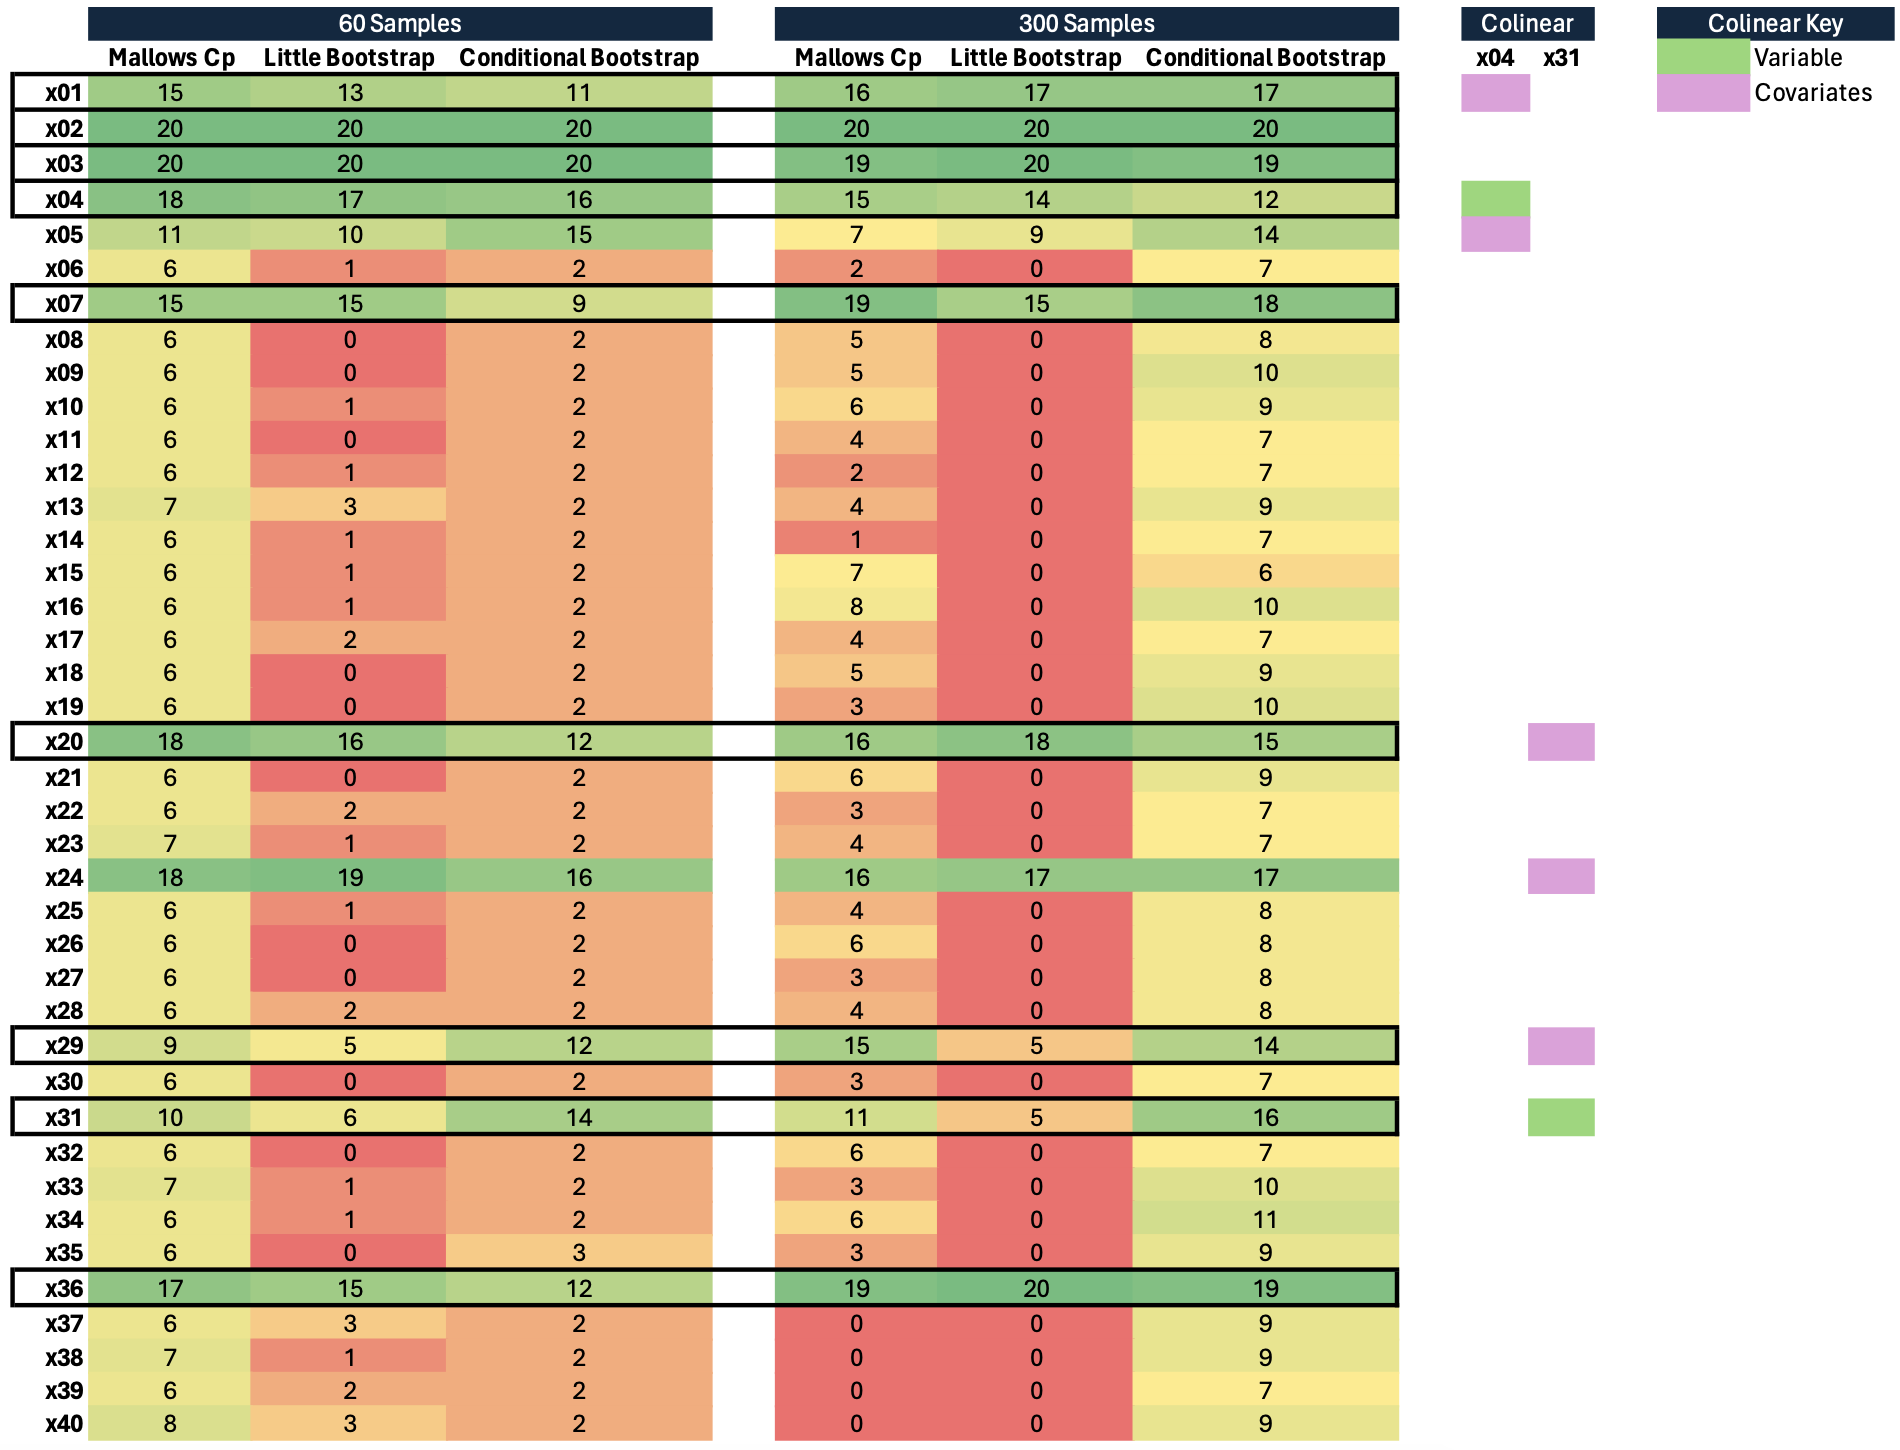 60 Samples 300 Samples Colinear Colinear Key
Mallows Cp Little Bootstrap Conditional Bootstrap Mallows Cp Little Bootstrap Conditional Bootstrap x04 x31 Variable
x01 15 13 11 16 17 17 Covariates
x02 20 20 20 20 20 20
x03 20 20 20 19 20 19
x04 18 17 16 15 14 12
x05 11 10 15 7 9 14
x06 6 1 2 2 0 7
x07 15 15 9 19 15 18
x08 6 0 2 5 0 8
x09 6 0 2 5 0 10
x10 6 1 2 6 0 9
x11 6 0 2 4 0 7
x12 6 1 2 2 0 7
x13 7 3 2 4 0 9
x14 6 1 2 1 0 7
x15 6 1 2 7 0 6
x16 6 1 2 8 0 10
x17 6 2 2 4 0 7
x18 6 0 2 5 0 9
x19 6 0 2 3 0 10
x20 18 16 12 16 18 15
x21 6 0 2 6 0 9
x22 6 2 2 3 0 7
x23 7 1 2 4 0 7
x24 18 19 16 16 17 17
x25 6 1 2 4 0 8
x26 6 0 2 6 0 8
x27 6 0 2 3 0 8
x28 6 2 2 4 0 8
x29 9 5 12 15 5 14
x30 6 0 2 3 0 7
x31 10 6 14 11 5 16
x32 6 0 2 6 0 7
x33 7 1 2 3 0 10
x34 6 1 2 6 0 11
x35 6 0 3 3 0 9
x36 17 15 12 19 20 19
x37 6 3 2 0 0 9
x38 7 1 2 0 0 9
x39 6 2 2 0 0 7
x40 8 3 2 0 0 9